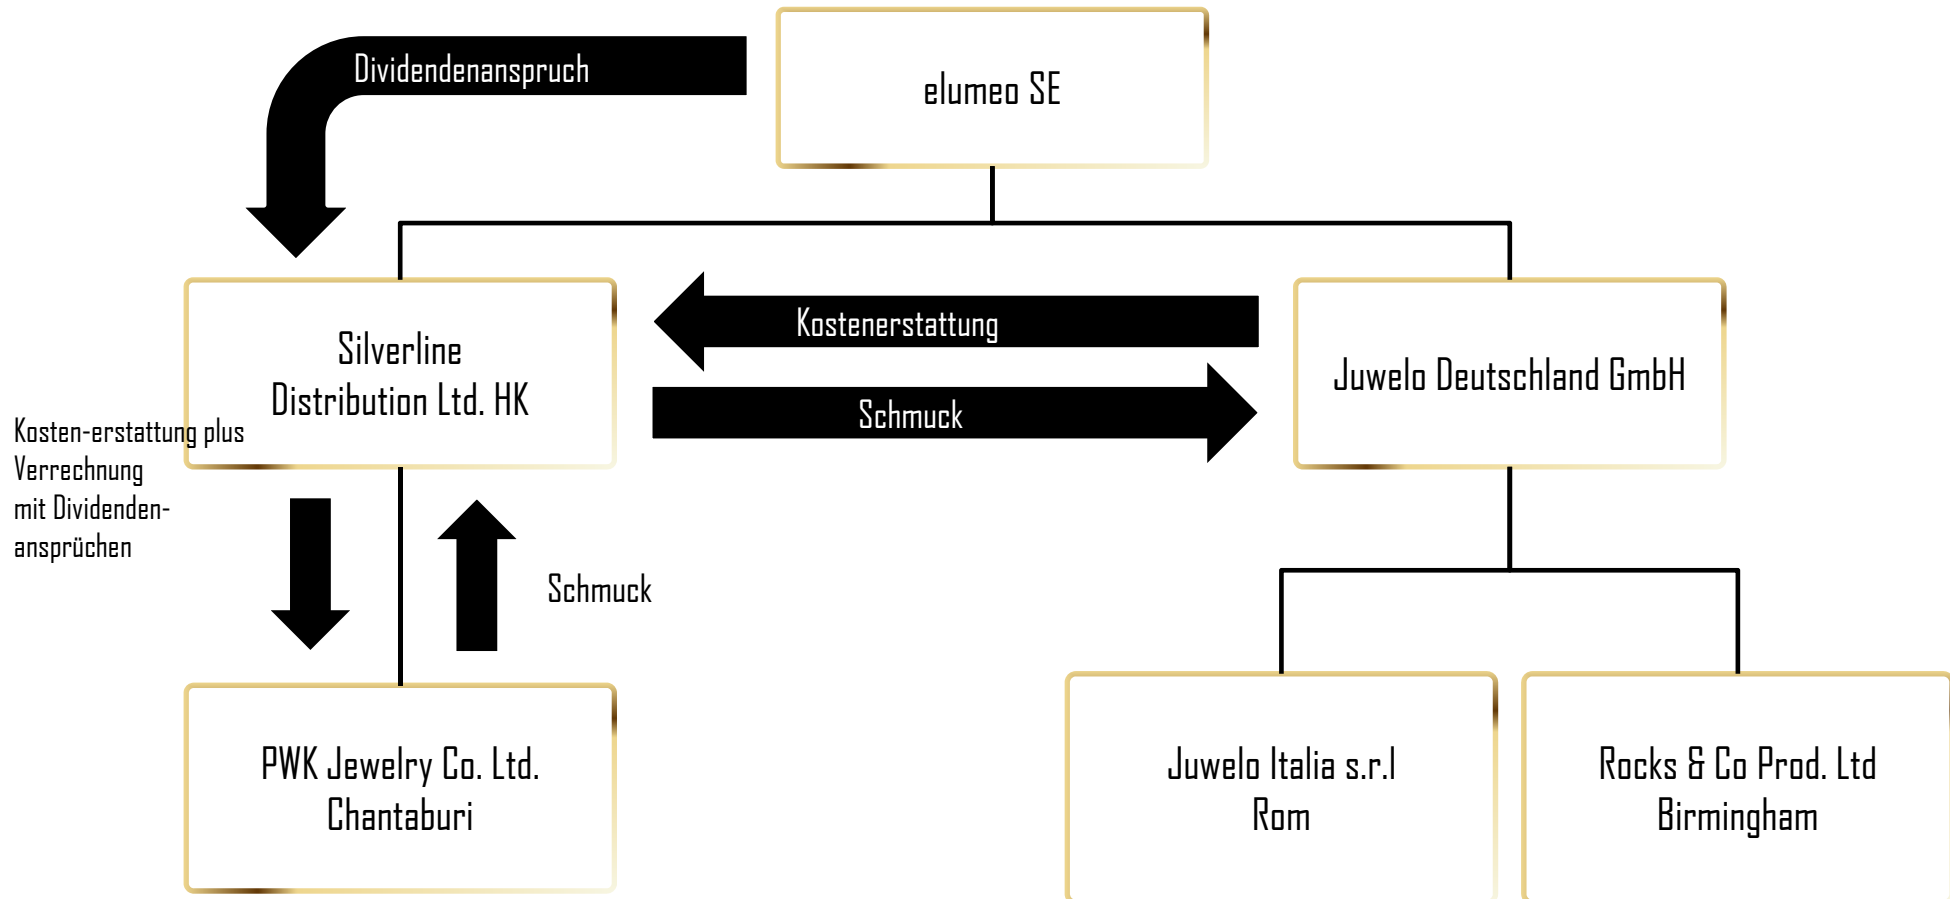 Dividendenanspruch
elumeo SE
Silverline
Distribution Ltd. HK
Kostenerstattung
Schmuck
Juwelo Deutschland GmbH
Kosten-erstattung plus
Verrechnung
mit Dividenden-
ansprüchen
Schmuck
PWK Jewelry Co. Ltd.
Chantaburi
Juwelo Italia s.r.l
Rom
Rocks & Co Prod. Ltd
Birmingham